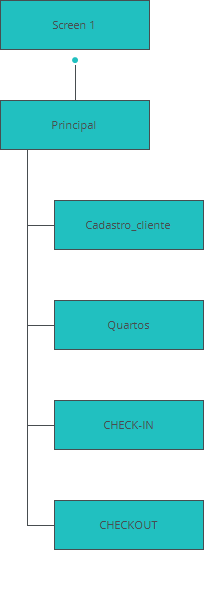 Screen 1
Principal
Cadastro_cliente
Quartos
CHECK-IN
CHECKOUT